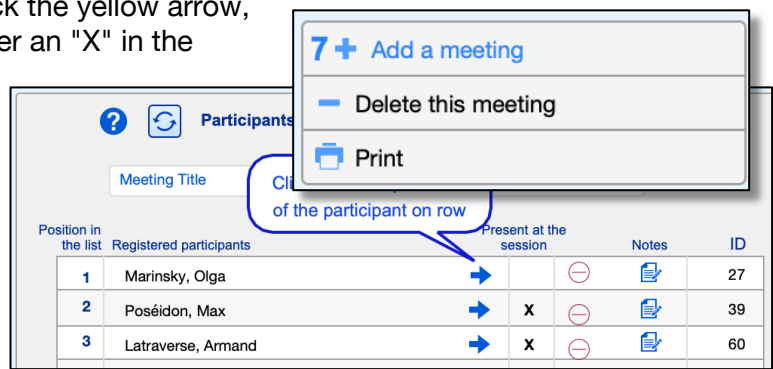 ck the yellow arrow,
er an "X" in the
7 Add a meeting
Delete this meeting
Print
Participants
Meeting Title
of the participant on row
Position in
the list
Registered participants
Present at the
session
Notes
ID
1 Marinsky, Olga 27
2 Poséidon, Max X 39
3 Latraverse, Armand X 60